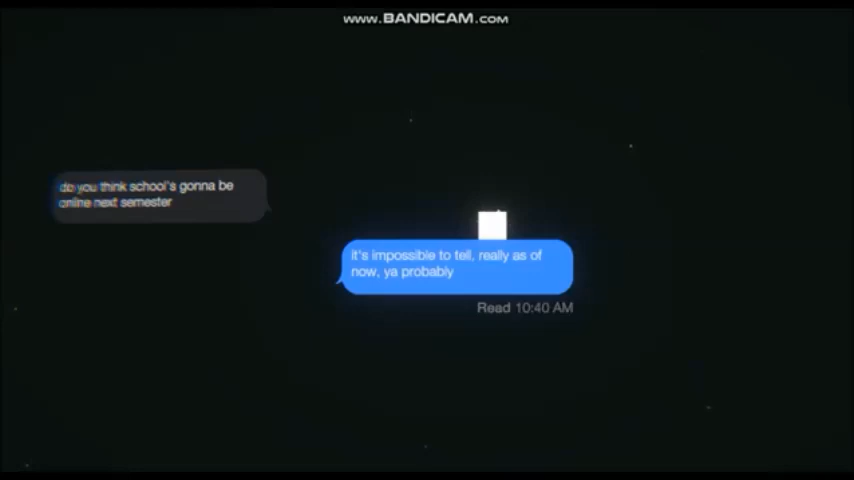 www.BANDICAM.com
do you think school's gonna be
online next semester
it's impossible to tell, really as of
now, ya probably
Read 10:40 AM